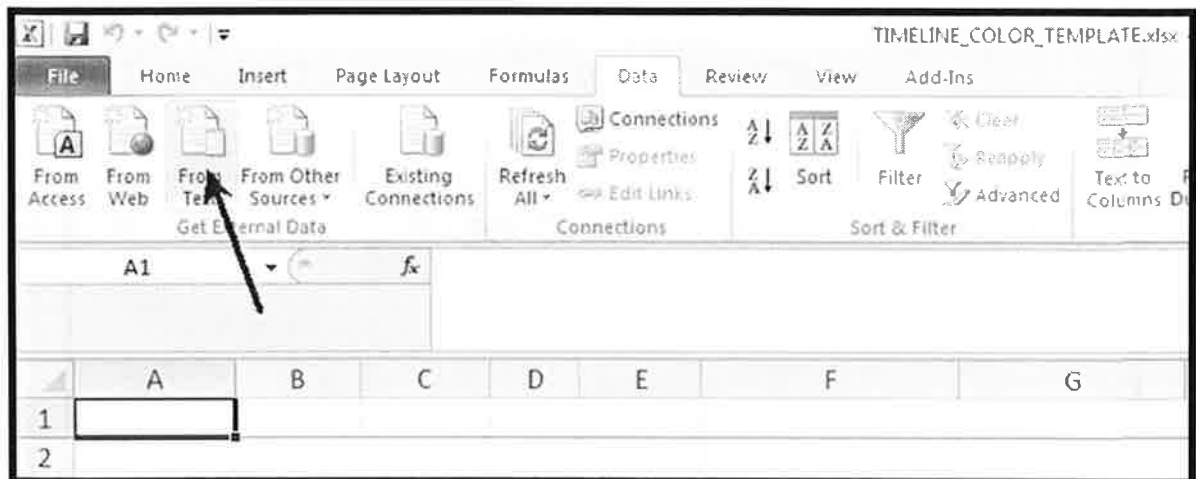 TIMELINE_COLOR_TEMPLATE.xlsx
File Home Insert Page Layout Formulas Data Review View Add-Ins
From Access
From Web
From Text
From Other Sources
Existing Connections
Get External Data
Refresh All
Connections
Properties
Edit Links
Connections
A Z
Z A
A Z
Z A
Sort
Filter
Clear
Reapply
Advanced
Sort & Filter
Text to Columns
A1
fx
A B C D E F G
1
2